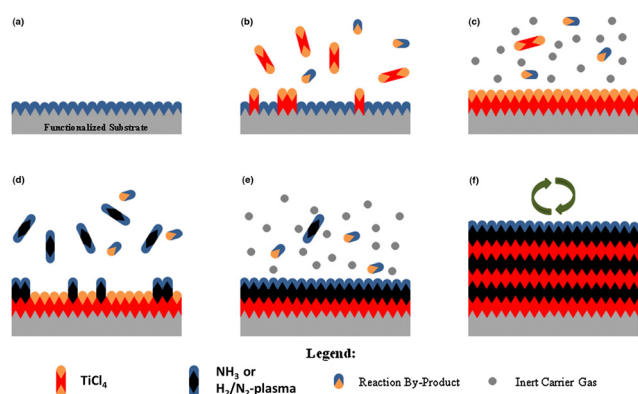 (a)
(b)
(c)
Functionalized Substrate
(d)
(e)
(f)
Legend:
TiCl₄
NH₃ or
H₂/N₂-plasma
Reaction By-Product
Inert Carrier Gas